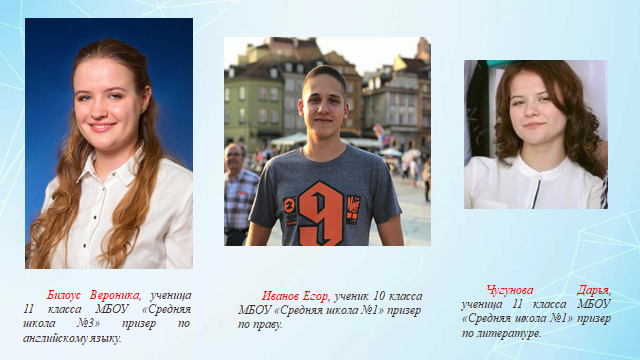 9
Билоус Вероника, ученица
11 класса МБОУ «Средняя
школа №3» призер по
английскому языку.
Иванов Егор, ученик 10 класса
МБОУ «Средняя школа №1» призер
по праву.
Чугунова Дарья,
ученица 11 класса МБОУ
«Средняя школа №1» призер
по литературе.